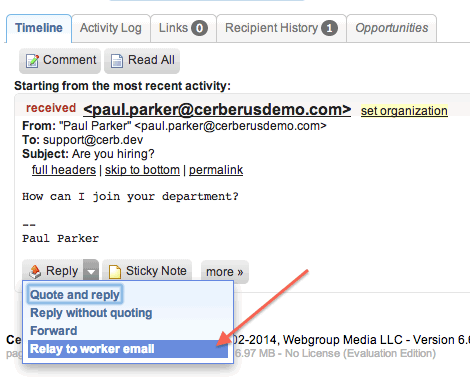 Timeline Activity Log Links 0 Recipient History 1 Opportunities
Comment Read All
Starting from the most recent activity:
received <paul.parker@cerberusdemo.com> set organization
From: "Paul Parker" <paul.parker@cerberusdemo.com>
To: support@cerb.dev
Subject: Are you hiring?
full headers | skip to bottom | permalink
How can I join your department?
--
Paul Parker
Reply Sticky Note more »
Quote and reply
Reply without quoting
Forward
Relay to worker email
Ce 02-2014, Webgroup Media LLC - Version 6.
pag 6.97 MB - No License (Evaluation Edition)